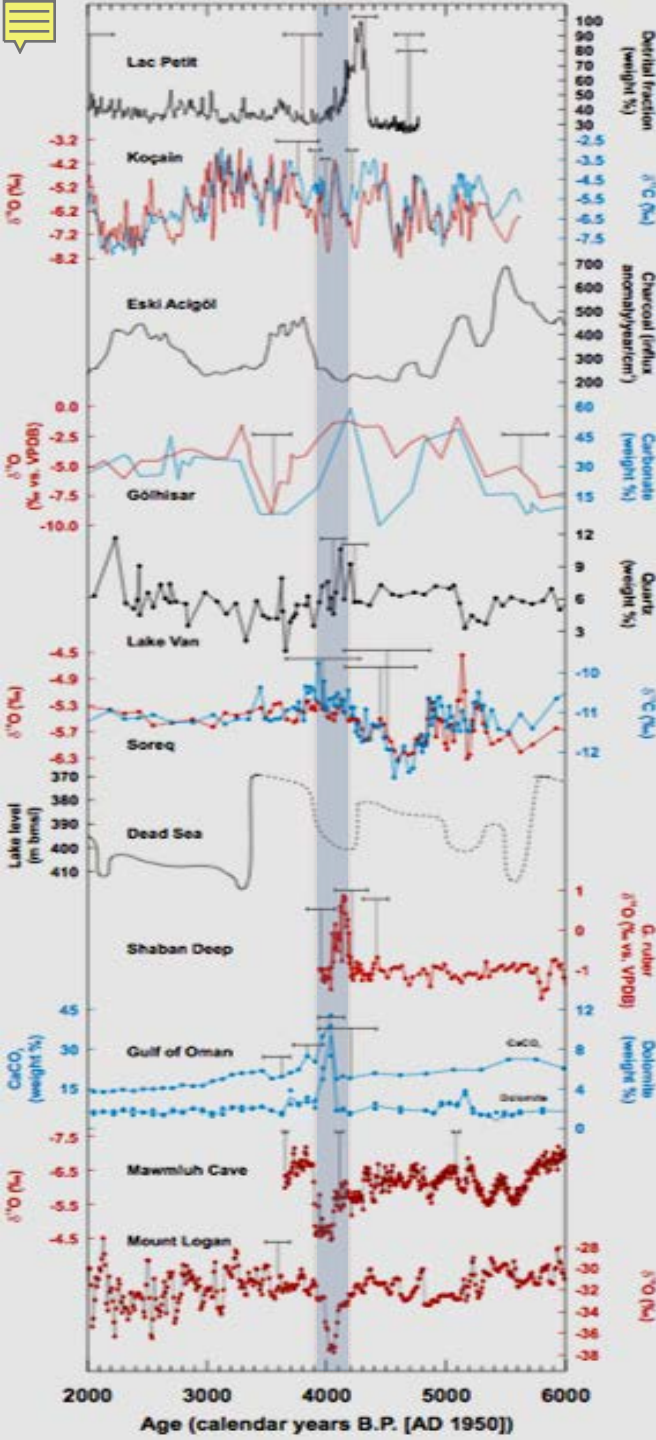 Lac Petit
100
90
80
70
60
50
40
30
Detrital fraction
(weight %)
-3.2
-4.2
-5.2
-6.2
-7.2
-8.2
δ¹⁸O (‰)
Koçain
-2.5
-3.5
-4.5
-5.5
-6.5
-7.5
δ¹³C (‰)
Eski Acigöl
700
600
500
400
300
200
Charcoal (influx
anomaly/year/cm²)
0.0
-2.5
-5.0
-7.5
-10.0
δ¹⁸O
(‰ vs. VPDB)
Gölhisar
60
45
30
15
Carbonate
(weight %)
12
9
6
3
Quartz
(weight %)
Lake Van
-4.5
-4.9
-5.3
-5.7
-6.3
δ¹⁸O (‰)
Soreq
-10
-11
-12
δ¹³C (‰)
370
380
390
400
410
Lake level
(m bmsl)
Dead Sea
Shaban Deep
1
0
-1
G. ruber
δ¹⁸O (‰ vs. VPDB)
45
30
15
CaCO₃
(weight %)
Gulf of Oman
CaCO₃
Dolomite
12
8
4
0
Dolomite
(weight %)
-7.5
-6.5
-5.5
-4.5
δ¹⁸O (‰)
Mawmluh Cave
Mount Logan
-28
-30
-32
-34
-36
-38
δ¹⁸O (‰)
2000 3000 4000 5000 6000
Age (calendar years B.P. [AD 1950])